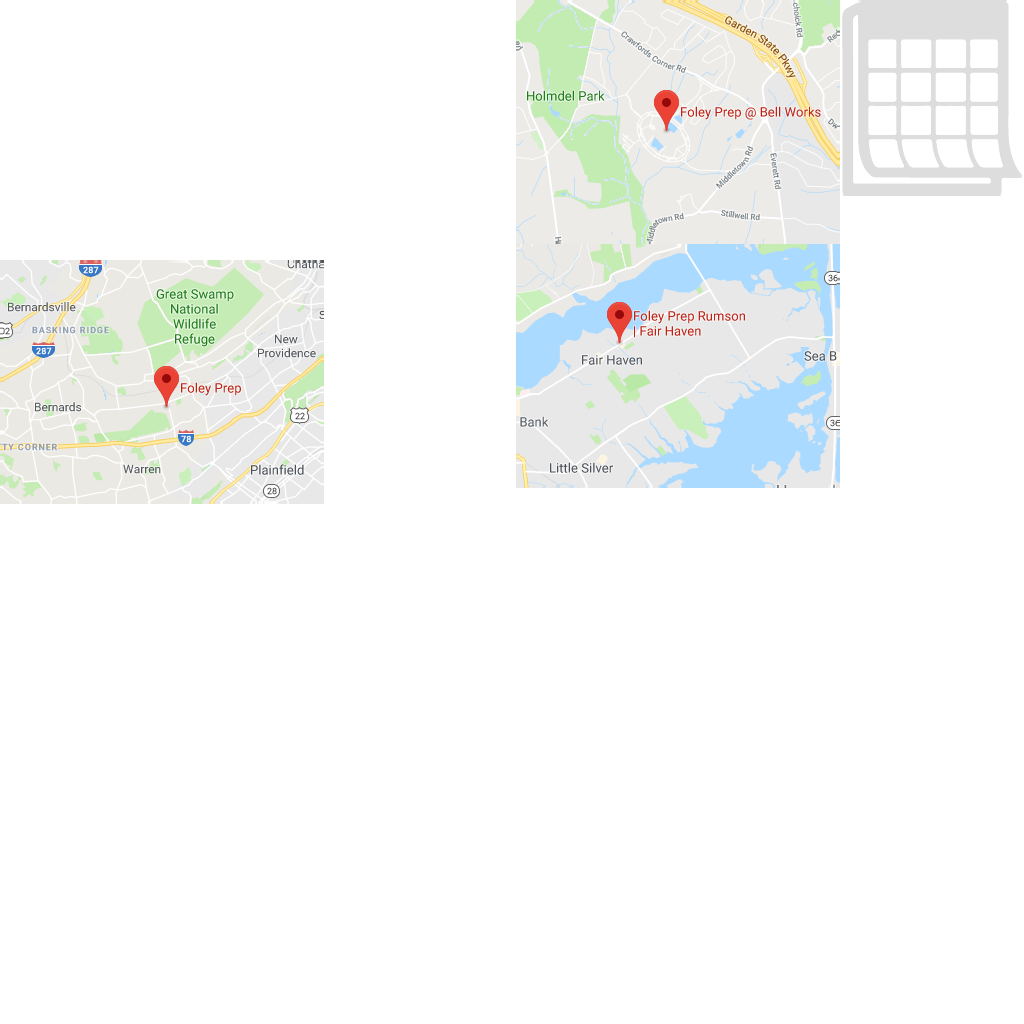 Garden State Pkwy
Crawfords Corner Rd
Holmdel Park
Foley Prep @ Bell Works
Middletown Rd
Everett Rd
Stillwell Rd
287
Bernardsville
BASKING RIDGE
287
Great Swamp
National
Wildlife
Refuge
New
Providence
Foley Prep
Bernards
22
78
TY CORNER
Warren
Plainfield
28
Foley Prep Rumson
| Fair Haven
Fair Haven
Sea B
Bank
Little Silver
36
36